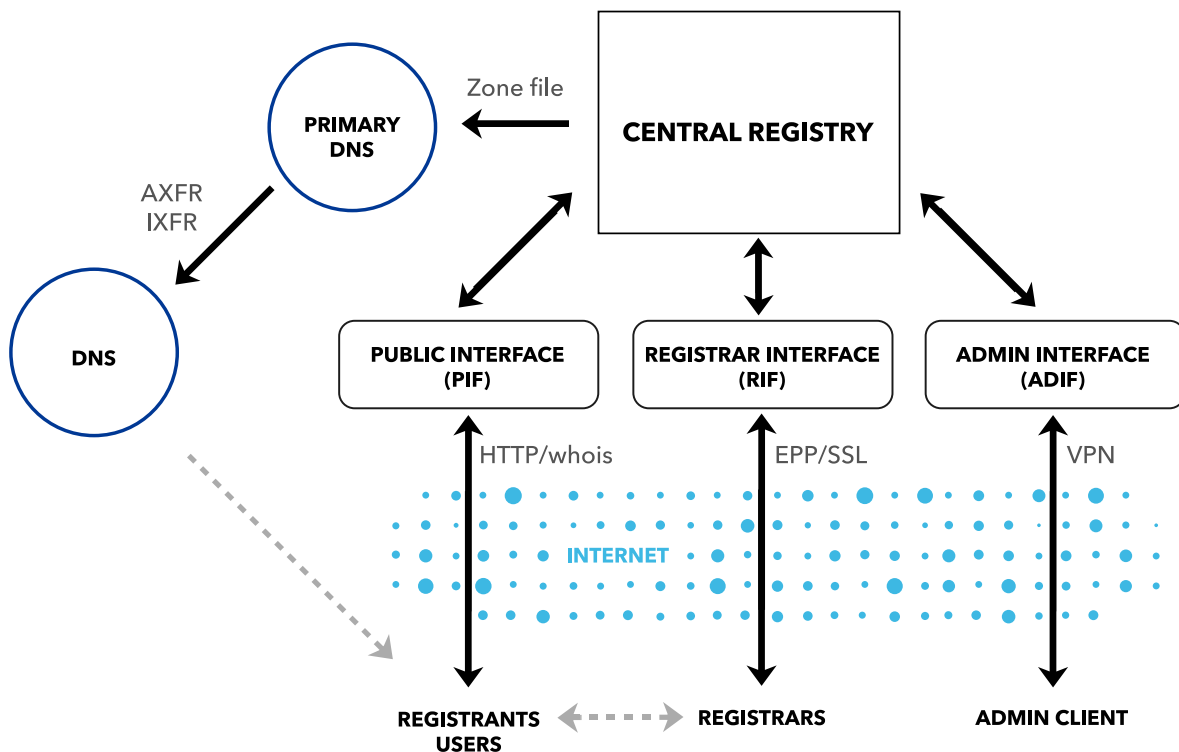 Zone file
PRIMARY
DNS
CENTRAL REGISTRY
AXFR
IXFR
DNS
PUBLIC INTERFACE
(PIF)
REGISTRAR INTERFACE
(RIF)
ADMIN INTERFACE
(ADIF)
HTTP/whois
EPP/SSL
VPN
INTERNET
REGISTRANTS
USERS
REGISTRARS
ADMIN CLIENT